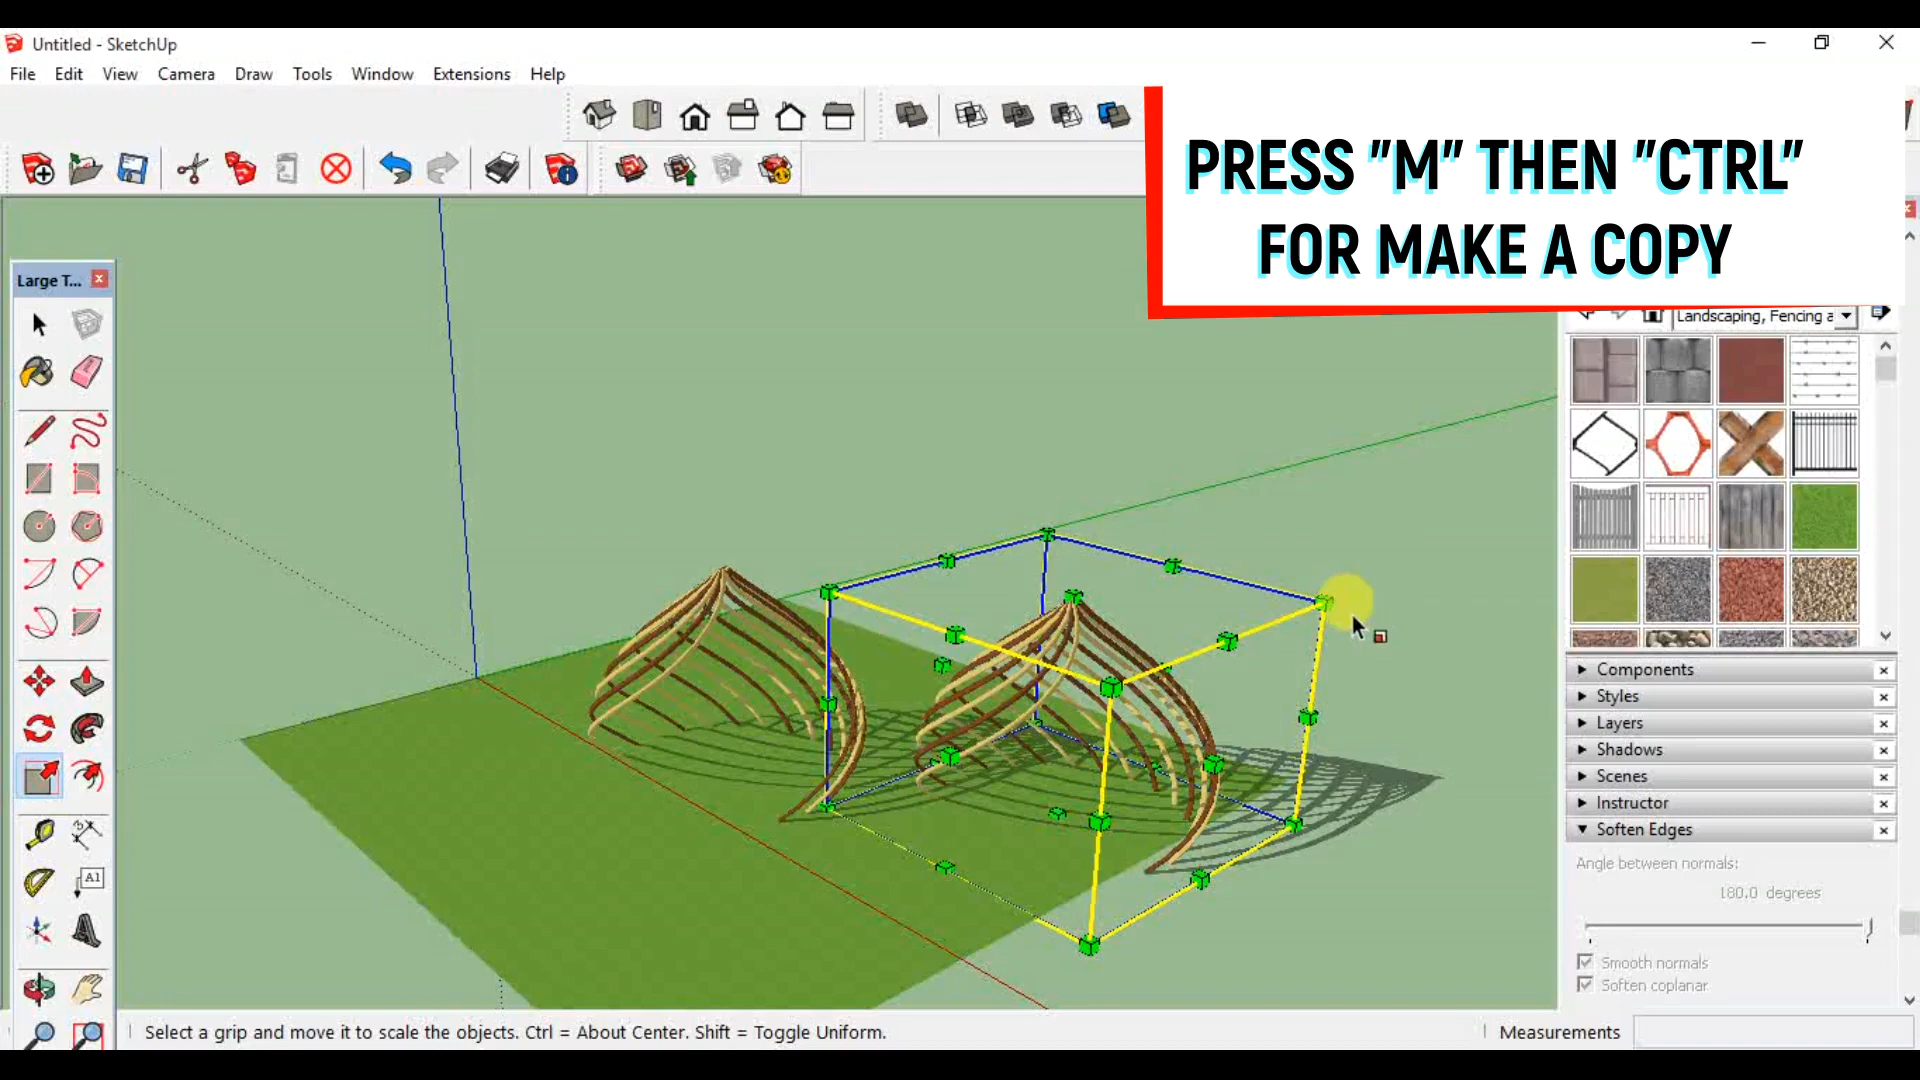 Untitled - SketchUp
File Edit View Camera Draw Tools Window Extensions Help
PRESS "M" THEN "CTRL"
FOR MAKE A COPY
Large T...
Landscaping, Fencing a
A1
Components
Styles
Layers
Shadows
Scenes
Instructor
Soften Edges
Angle between normals:
180.0 degrees
Smooth normals
Soften coplanar
Select a grip and move it to scale the objects. Ctrl = About Center. Shift = Toggle Uniform.
Measurements